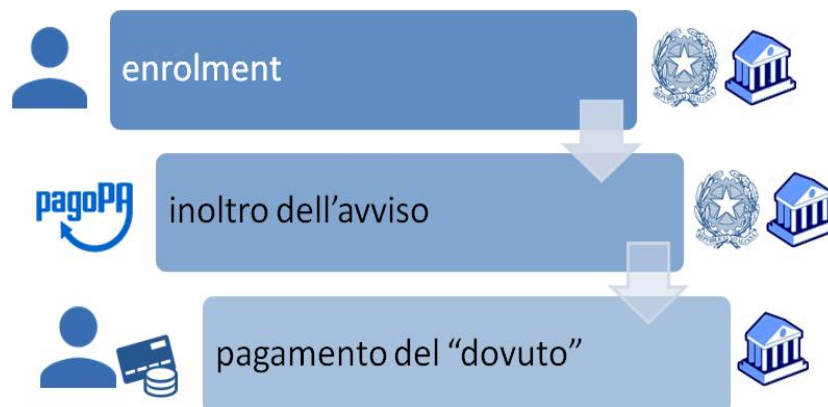 enrolment
pagoPA
inoltro dell’avviso
pagamento del “dovuto”